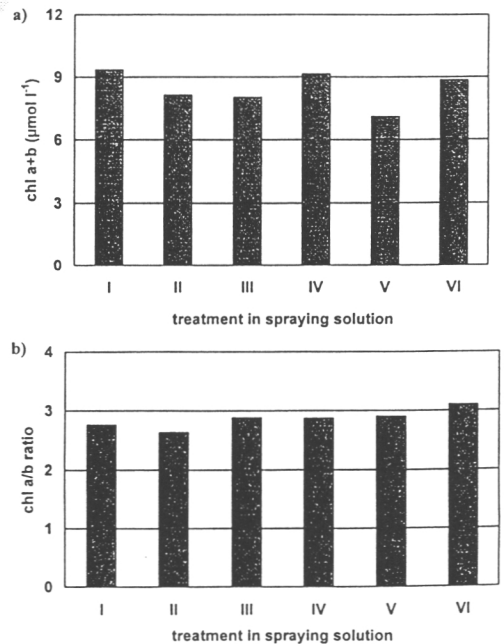 a)
12
9
6
3
0
chl a+b (µmol l⁻¹)
I II III IV V VI
treatment in spraying solution
b)
4
3
2
1
0
chl a/b ratio
I II III IV V VI
treatment in spraying solution